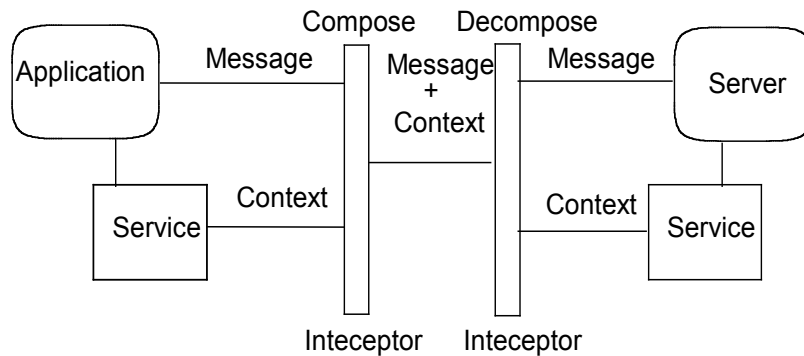 Compose
Decompose
Application
Message
Message
+
Context
Message
Server
Service
Context
Context
Service
Inteceptor
Inteceptor